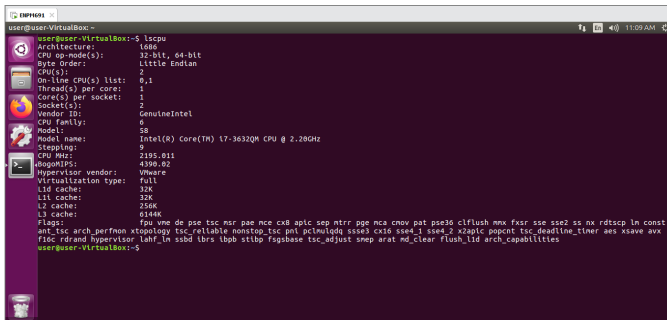 ENPM691
user@user-VirtualBox: ~
En 11:09 AM
user@user-VirtualBox:~$ lscpu
Architecture: i686
CPU op-mode(s): 32-bit, 64-bit
Byte Order: Little Endian
CPU(s): 2
On-line CPU(s) list: 0,1
Thread(s) per core: 1
Core(s) per socket: 1
Socket(s): 2
Vendor ID: GenuineIntel
CPU family: 6
Model: 58
Model name: Intel(R) Core(TM) i7-3632QM CPU @ 2.20GHz
Stepping: 9
CPU MHz: 2195.011
BogoMIPS: 4390.02
Hypervisor vendor: VMware
Virtualization type: full
L1d cache: 32K
L1i cache: 32K
L2 cache: 256K
L3 cache: 6144K
Flags: fpu vme de pse tsc msr pae mce cx8 apic sep mtrr pge mca cmov pat pse36 clflush mmx fxsr sse sse2 ss nx rdtscp lm const
ant_tsc arch_perfmon xtopology tsc_reliable nonstop_tsc pni pclmulqdq ssse3 cx16 sse4_1 sse4_2 x2apic popcnt tsc_deadline_timer aes xsave avx
f16c rdrand hypervisor lahf_lm ssbd ibrs ibpb stibp fsgsbase tsc_adjust smep arat md_clear flush_l1d arch_capabilities
user@user-VirtualBox:~$